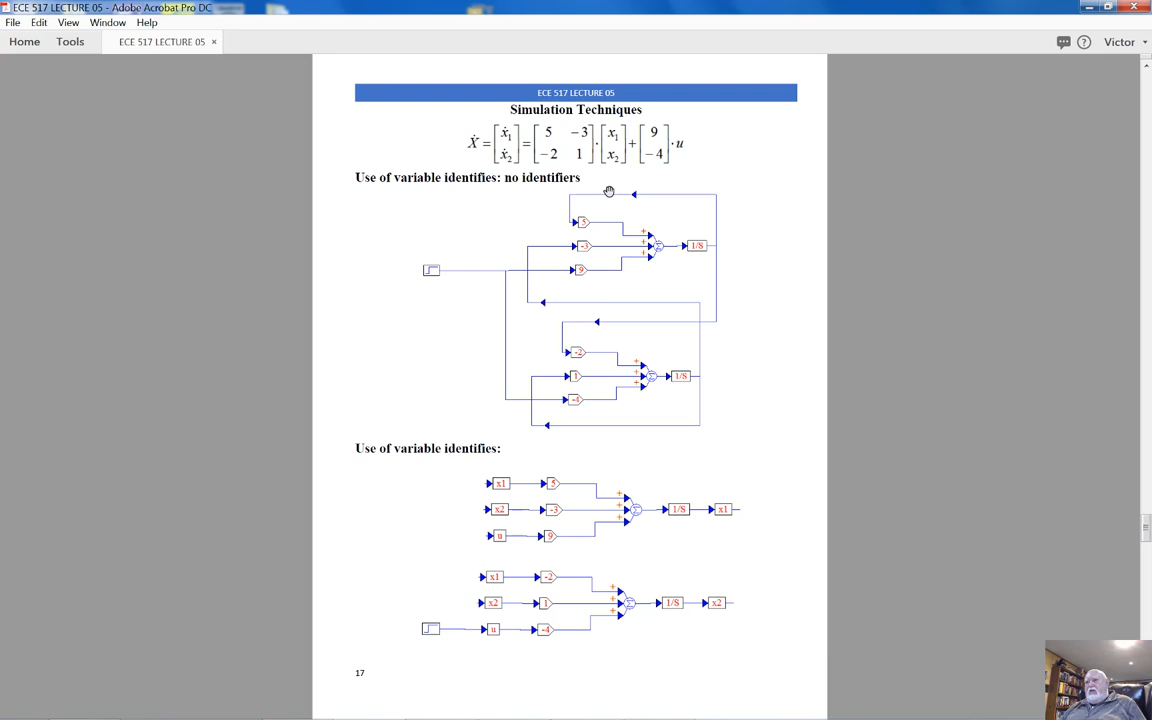 ECE 517 LECTURE 05 - Adobe Acrobat Pro DC
File Edit View Window Help
Home Tools ECE 517 LECTURE 05 × Victor
ECE 517 LECTURE 05
Simulation Techniques
Ẋ = [ẋ1 ẋ2] = [5 −3 −2 1] · [x1 x2] + [9 −4] · u
Use of variable identifies: no identifiers
5
+
-3 + Σ 1/S
+
9
-2
+
1 + Σ 1/S
+
-4
Use of variable identifies:
x1 5
+
x2 -3 + Σ 1/S x1
+
u 9
x1 -2
+
x2 1 + Σ 1/S x2
+
u -4
17